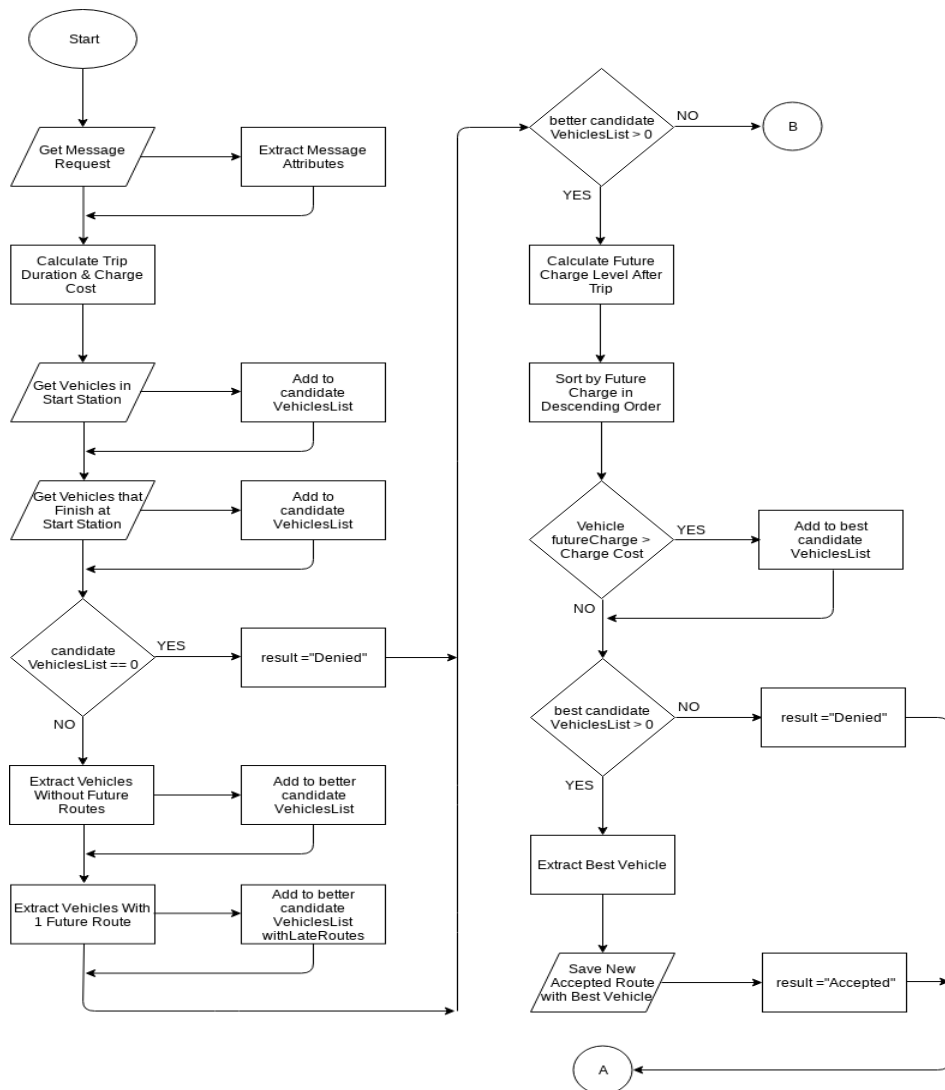 Start
Get Message
Request
Extract Message
Attributes
Calculate Trip
Duration & Charge
Cost
Get Vehicles in
Start Station
Add to
candidate
VehiclesList
Get Vehicles that
Finish at
Start Station
Add to
candidate
VehiclesList
candidate
VehiclesList == 0
YES
result ="Denied"
NO
Extract Vehicles
Without Future
Routes
Add to better
candidate
VehiclesList
Extract Vehicles With
1 Future Route
Add to better
candidate
VehiclesList
withLateRoutes
better candidate
VehiclesList > 0
NO
B
YES
Calculate Future
Charge Level After
Trip
Sort by Future
Charge in
Descending Order
Vehicle
futureCharge >
Charge Cost
YES
Add to best
candidate
VehiclesList
NO
best candidate
VehiclesList > 0
NO
result ="Denied"
YES
Extract Best Vehicle
Save New
Accepted Route
with Best Vehicle
result ="Accepted"
A